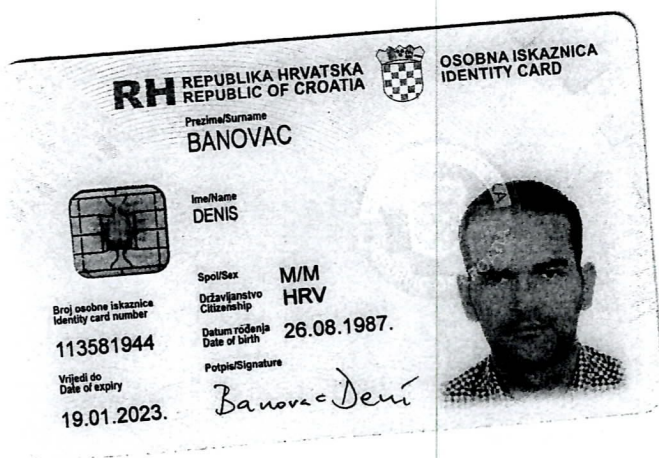 RH REPUBLIKA HRVATSKA
REPUBLIC OF CROATIA
OSOBNA ISKAZNICA
IDENTITY CARD
Prezime/Surname
BANOVAC
Ime/Name
DENIS
Spol/Sex M/M
Državljanstvo
Citizenship HRV
Datum rođenja
Date of birth 26.08.1987.
Broj osobne iskaznice
Identity card number
113581944
Vrijedi do
Date of expiry
19.01.2023.
Potpis/Signature
Banovac Deni